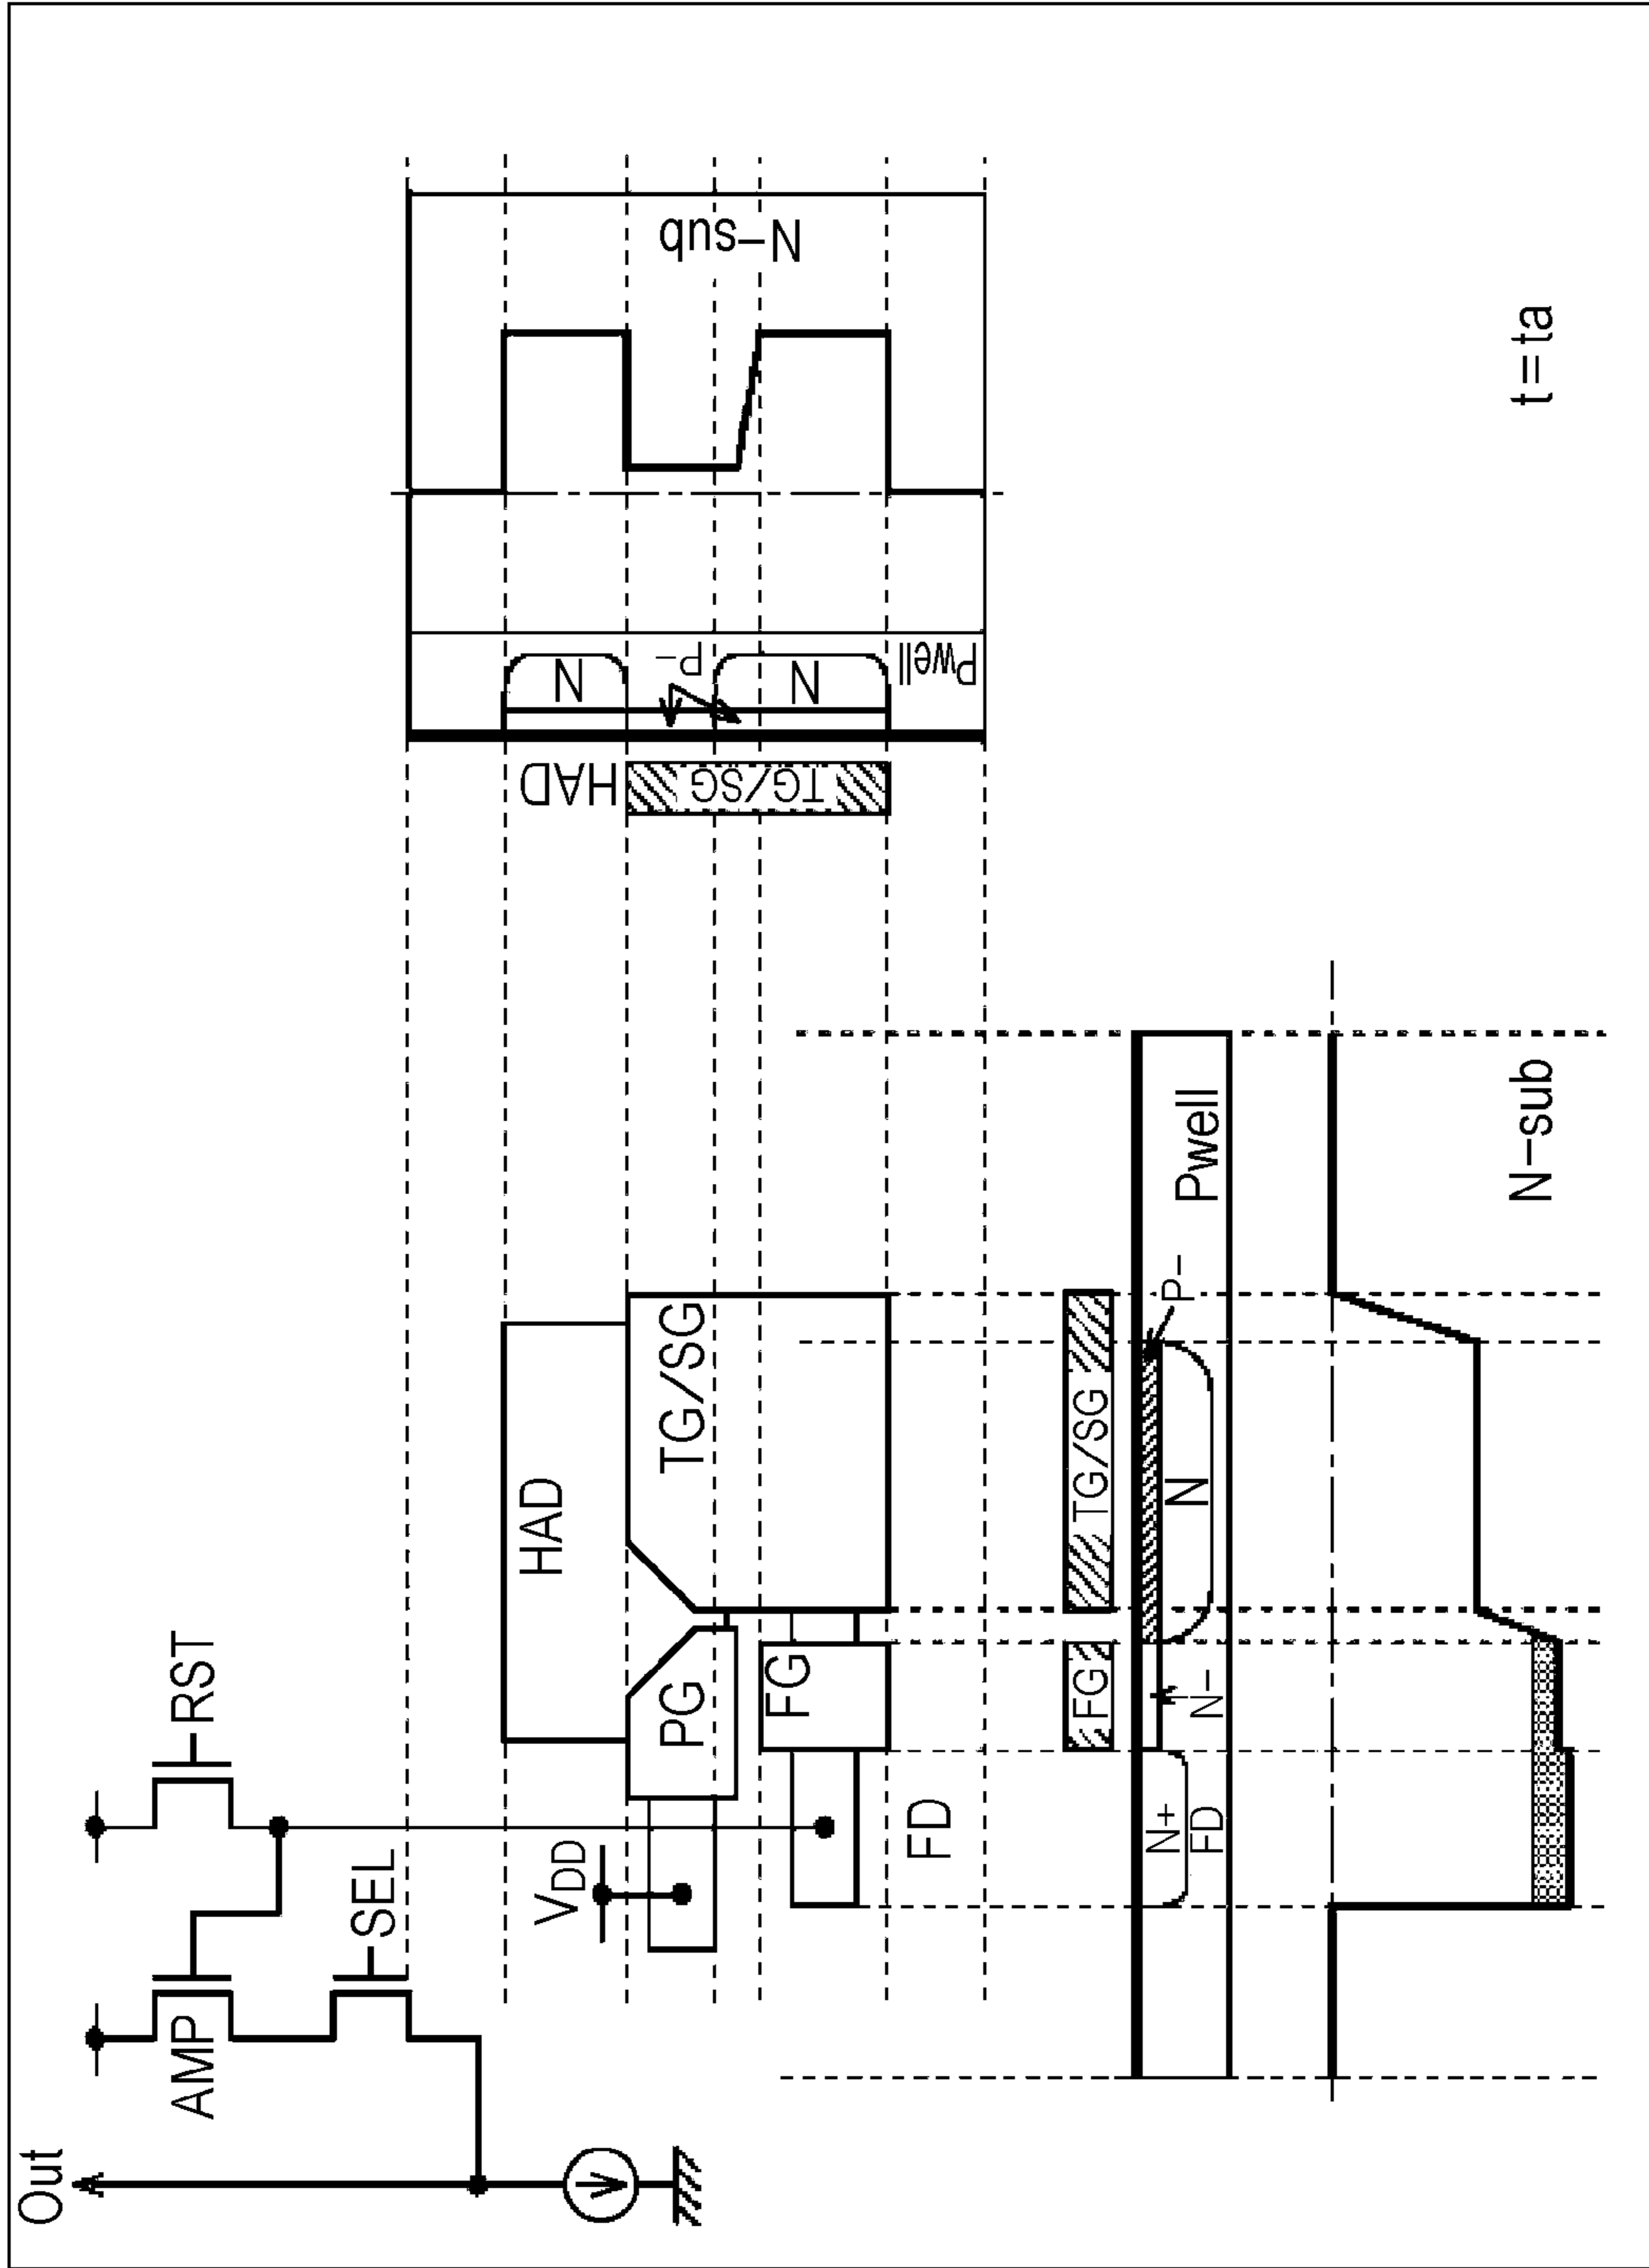 Out
AMP
SEL
RST
VDD
HAD
PG
TG/SG
FG
FD
HAD
TG/SG
N
P-
N
Pwell
N-sub
FG
TG/SG
N+
FD
N-
N
P-
Pwell
N-sub
t=ta